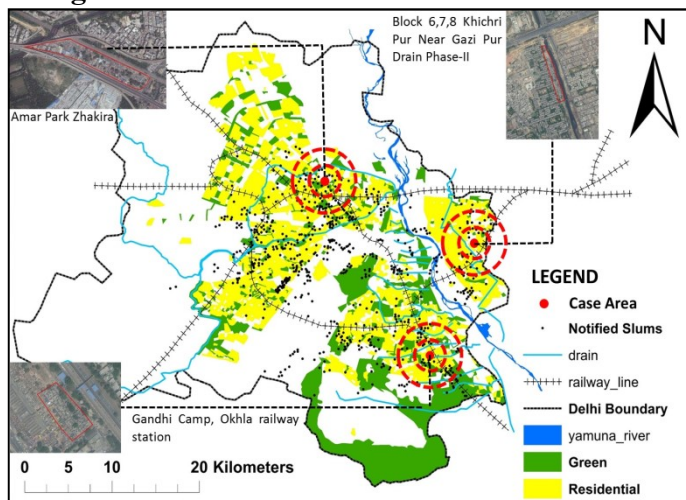 Block 6,7,8 Khichri
Pur Near Gazi Pur
Drain Phase-II
N
Amar Park Zhakira
LEGEND
Case Area
Notified Slums
drain
railway_line
Delhi Boundary
yamuna_river
Green
Residential
Gandhi Camp, Okhla railway
station
0 5 10 20 Kilometers